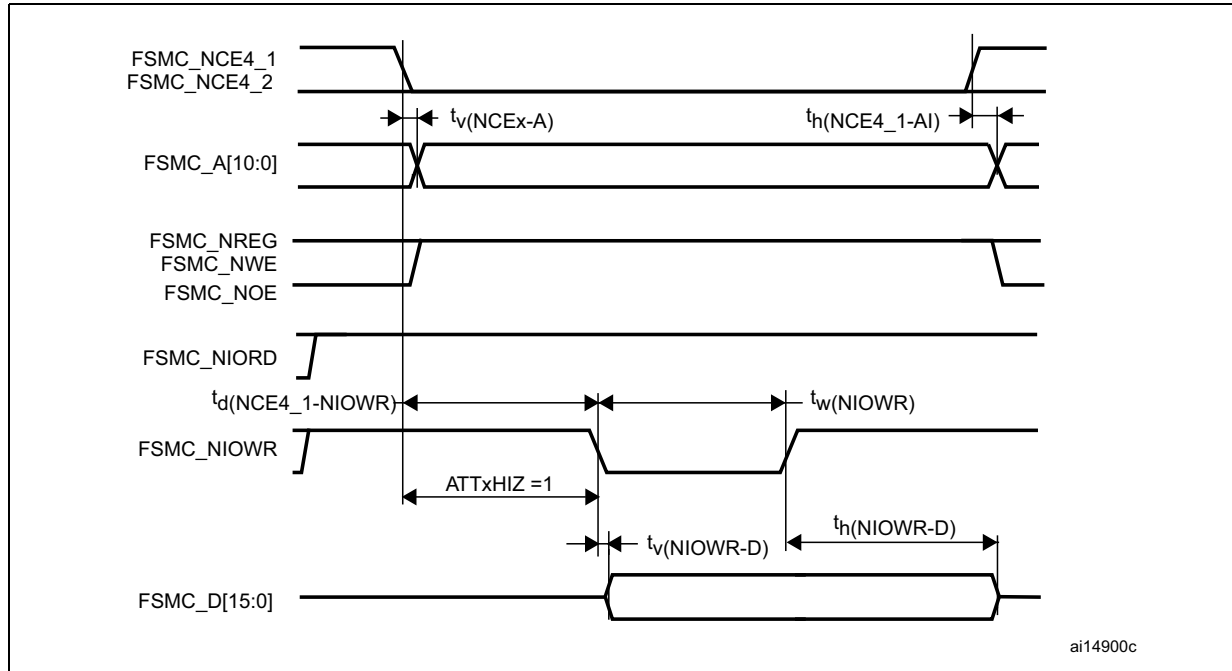 FSMC_NCE4_1
FSMC_NCE4_2
tv(NCEx-A)
th(NCE4_1-AI)
FSMC_A[10:0]
FSMC_NREG
FSMC_NWE
FSMC_NOE
FSMC_NIORD
td(NCE4_1-NIOWR)
tw(NIOWR)
FSMC_NIOWR
ATTxHIZ =1
tv(NIOWR-D)
th(NIOWR-D)
FSMC_D[15:0]
ai14900c